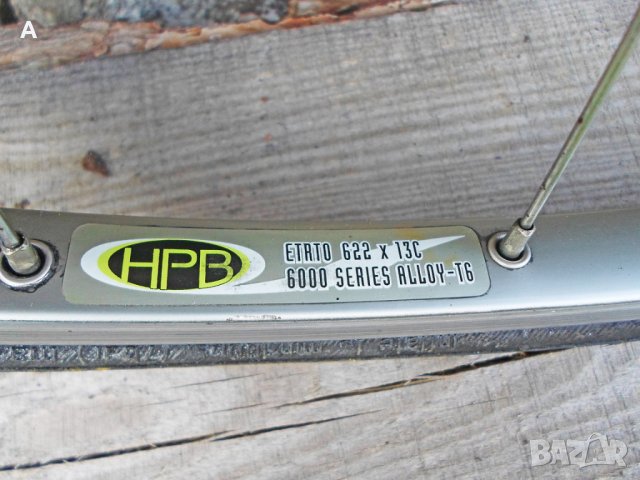 A
HPB
ETRTO 622 x 13C
6000 SERIES ALLOY-T6
BAZAR